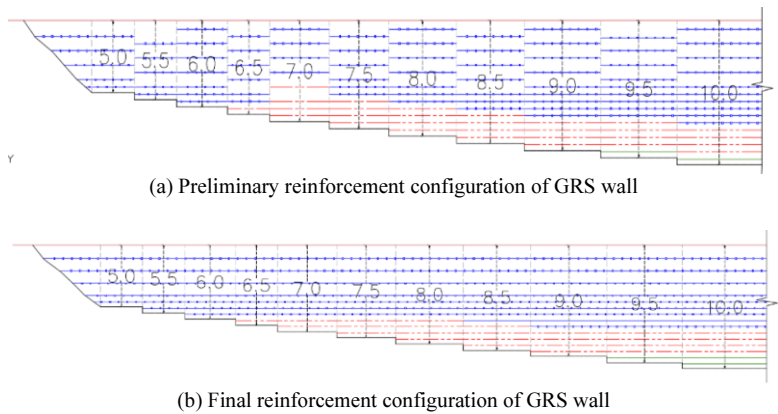 5.0 5.5 6.0 6.5 7.0 7.5 8.0 8.5 9.0 9.5 10.0
Y
(a) Preliminary reinforcement configuration of GRS wall
5.0 5.5 6.0 6.5 7.0 7.5 8.0 8.5 9.0 9.5 10.0
(b) Final reinforcement configuration of GRS wall